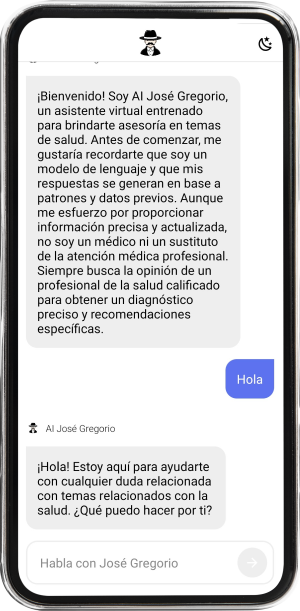 ¡Bienvenido! Soy AI José Gregorio,
un asistente virtual entrenado
para brindarte asesoría en temas
de salud. Antes de comenzar, me
gustaría recordarte que soy un
modelo de lenguaje y que mis
respuestas se generan en base a
patrones y datos previos. Aunque
me esfuerzo por proporcionar
información precisa y actualizada,
no soy un médico ni un sustituto
de la atención médica profesional.
Siempre busca la opinión de un
profesional de la salud calificado
para obtener un diagnóstico
preciso y recomendaciones
específicas.
Hola
AI José Gregorio
¡Hola! Estoy aquí para ayudarte
con cualquier duda relacionada
con temas relacionados con la
salud. ¿Qué puedo hacer por ti?
Habla con José Gregorio